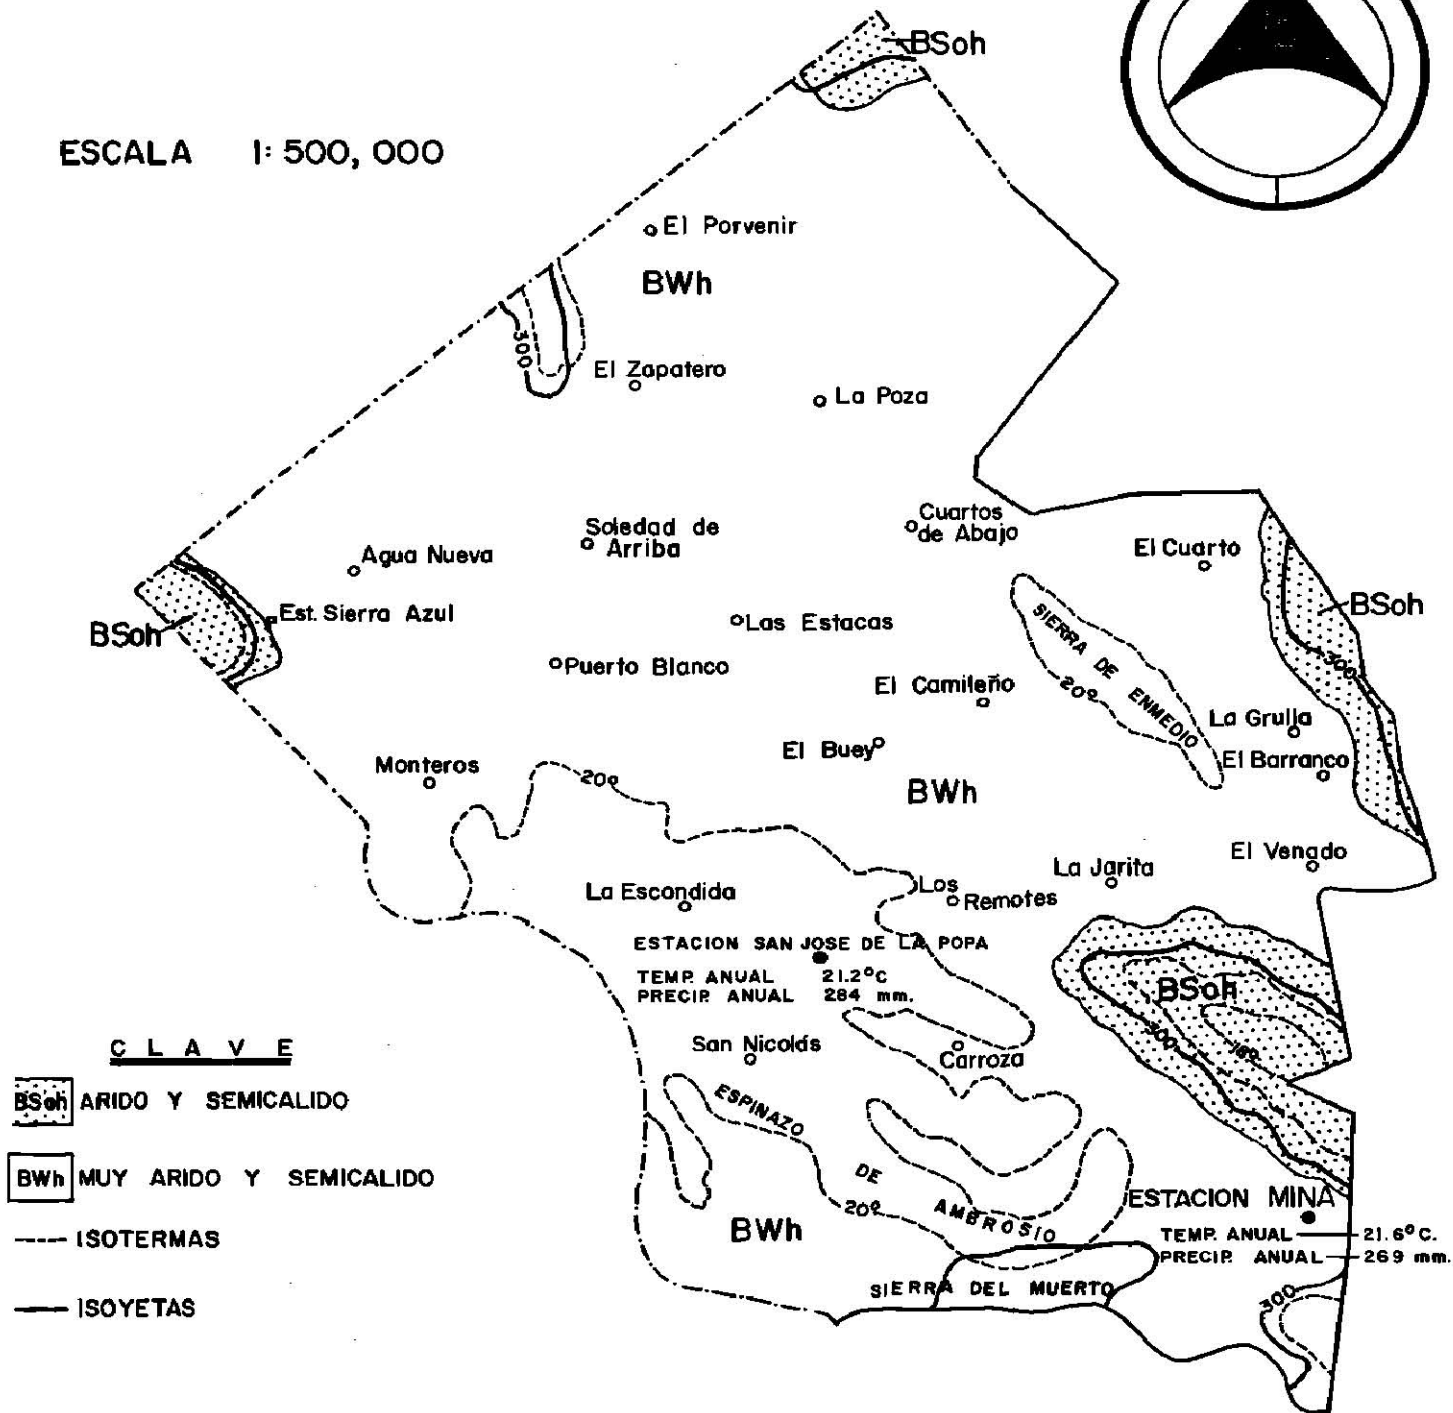 BSoh
ESCALA 1:500,000
El Porvenir
BWh
300
El Zapatero
La Poza
Cuartos
de Abajo
Soledad de
Arriba
El Cuarto
Agua Nueva
Est. Sierra Azul
BSoh
BSoh
Las Estacas
SIERRA DE ENMEDIO
20º
Puerto Blanco
300
El Camileño
La Grulla
El Buey
El Barranco
Monteros
20º
BWh
El Venado
La Jarita
La Escondida
Los
Remotes
ESTACION SAN JOSE DE LA POPA
TEMP. ANUAL 21.2ºC
PRECIP. ANUAL 284 mm.
BSoh
300
18º
San Nicolás
Carroza
C L A V E
BSoh ARIDO Y SEMICALIDO
BWh MUY ARIDO Y SEMICALIDO
ISOTERMAS
ISOYETAS
ESPINAZO
DE
AMBROSIO
20º
BWh
ESTACION MINA
TEMP. ANUAL 21.6ºC.
PRECIP. ANUAL 269 mm.
SIERRA DEL MUERTO
300